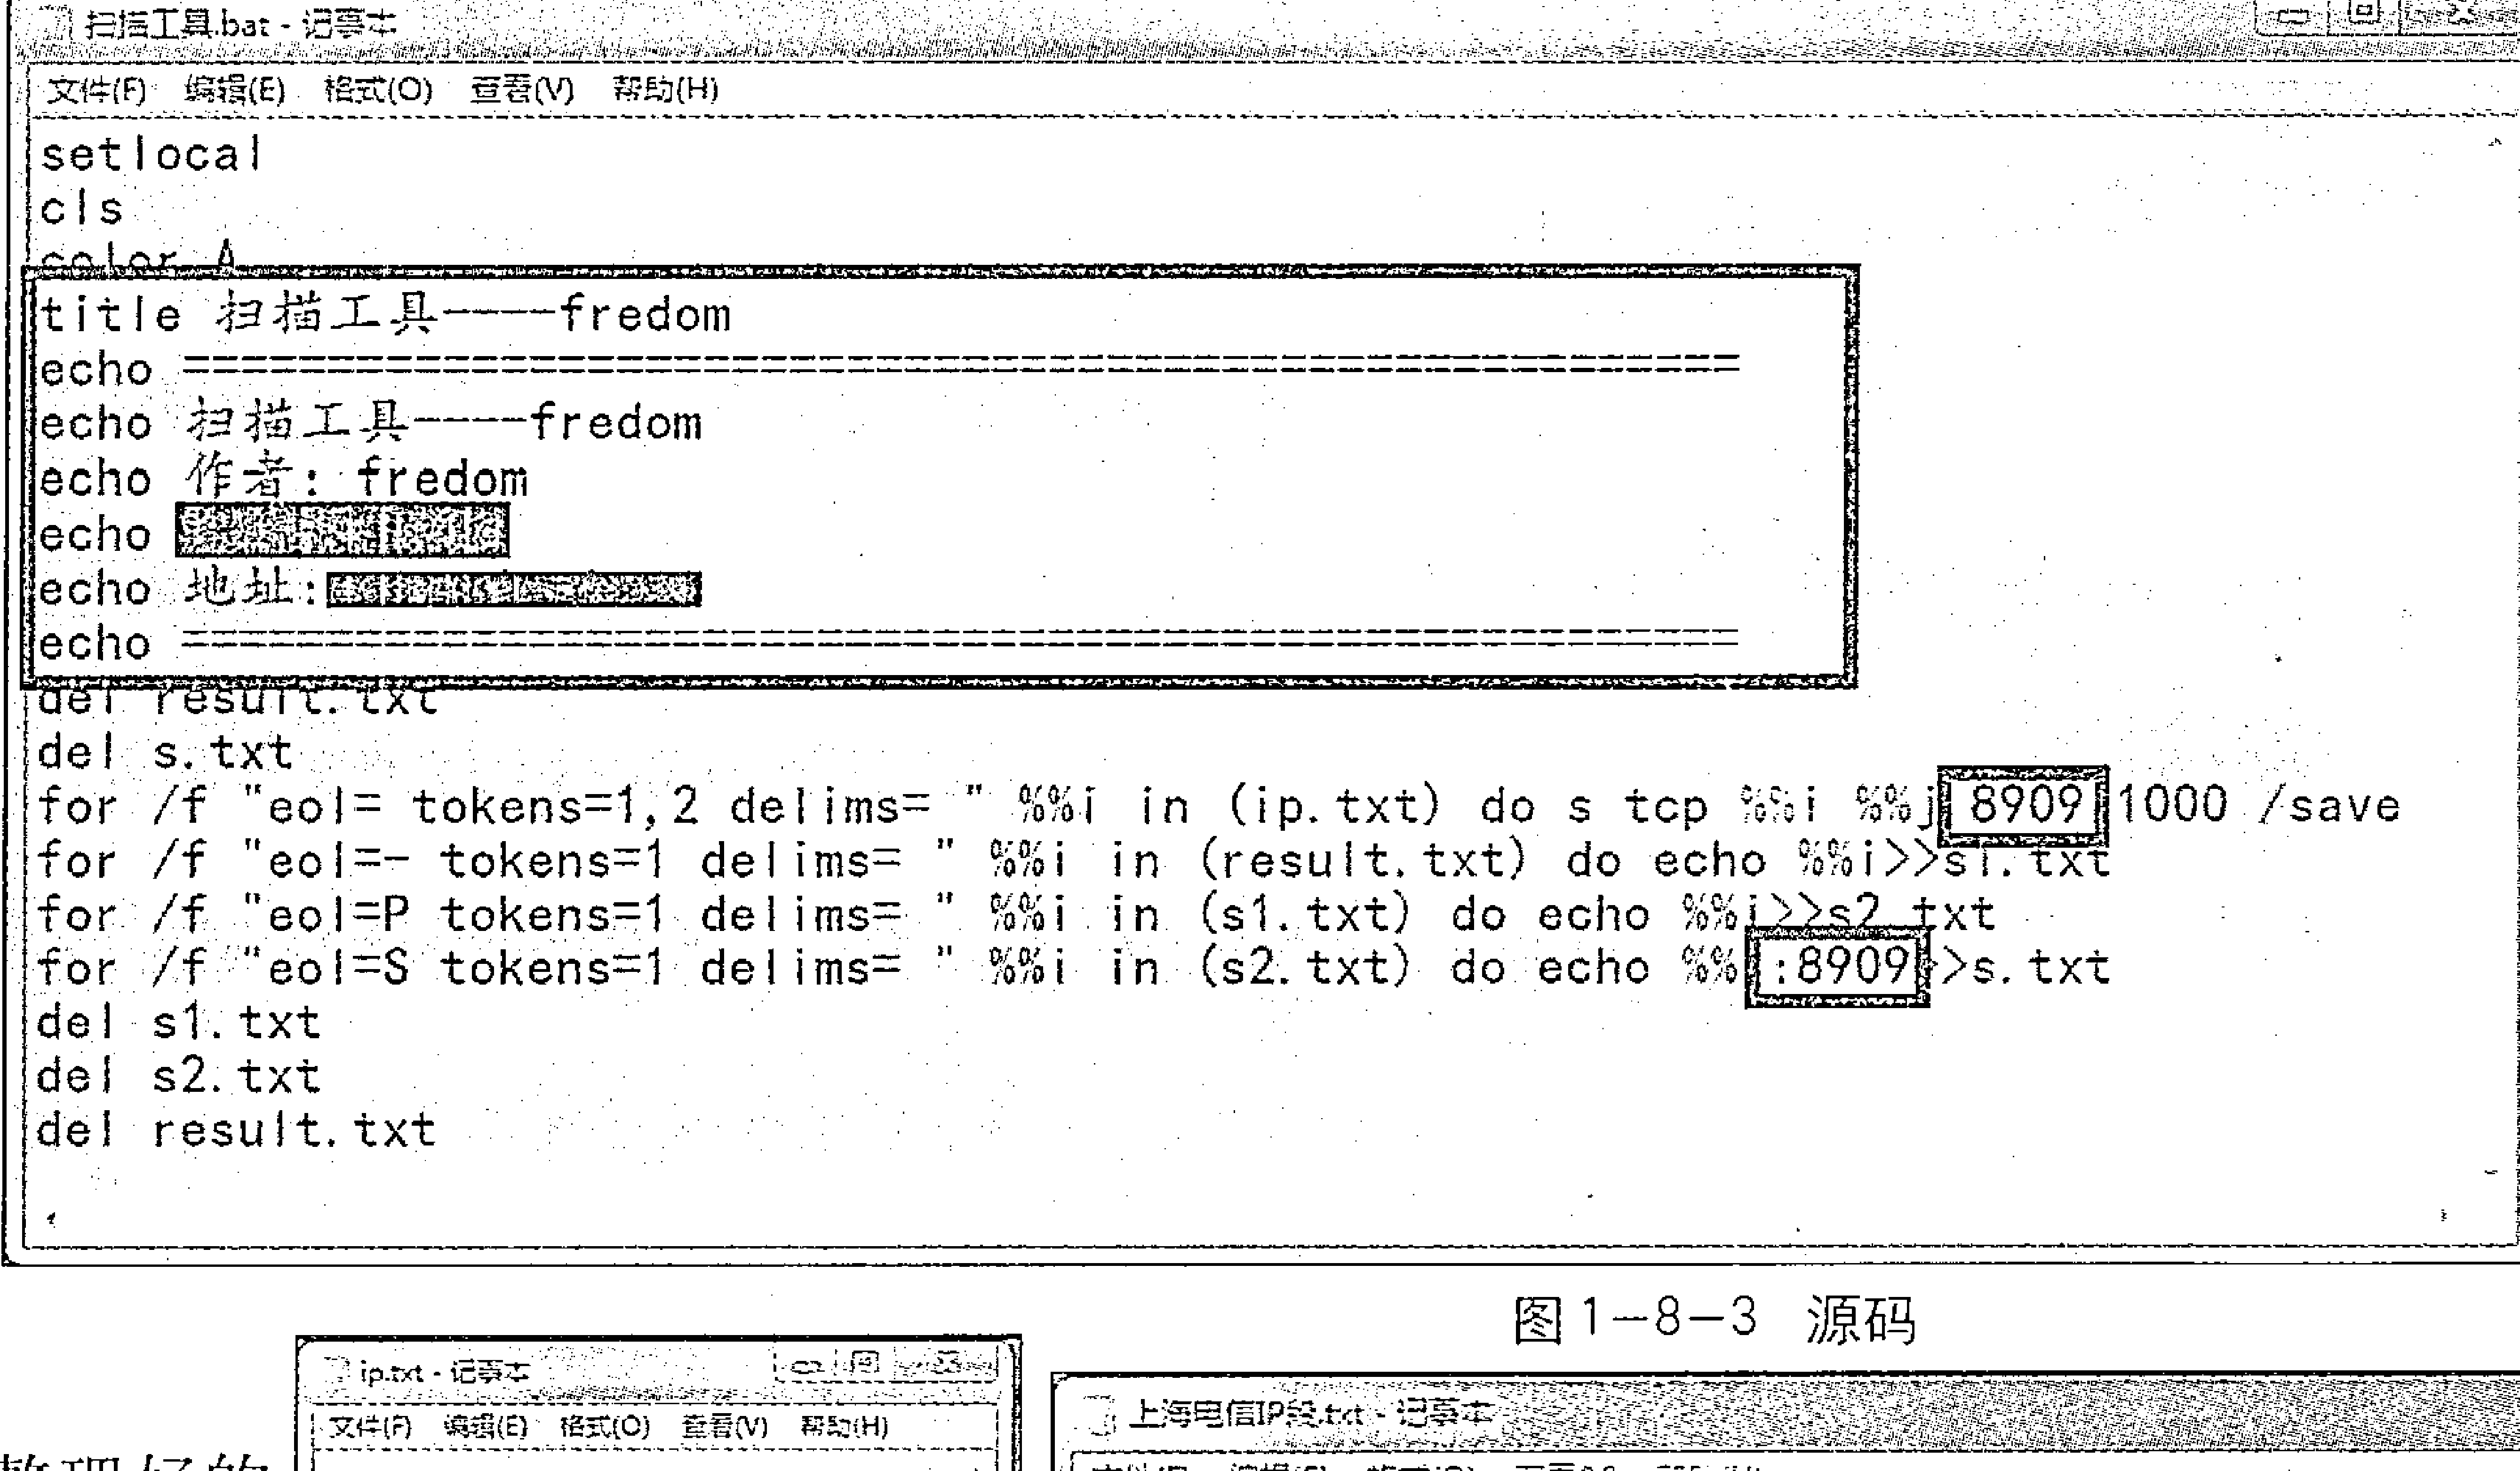 扫描工具.bat - 记事本
文件(F) 编辑(E) 格式(O) 查看(V) 帮助(H)
setlocal
cls
color A
title 扫描工具----fredom
echo ======================================================
echo 扫描工具----fredom
echo 作者: fredom
echo
echo 地址:
echo ======================================================
del result.txt
del s.txt
for /f "eol= tokens=1,2 delims= " %%i in (ip.txt) do s tcp %%i %%j 8909 1000 /save
for /f "eol=- tokens=1 delims= " %%i in (result.txt) do echo %%i>>s1.txt
for /f "eol=P tokens=1 delims= " %%i in (s1.txt) do echo %%i>>s2.txt
for /f "eol=S tokens=1 delims= " %%i in (s2.txt) do echo %%i:8909>>s.txt
del s1.txt
del s2.txt
del result.txt
图1-8-3 源码
ip.txt - 记事本
文件(F) 编辑(E) 格式(O) 查看(V) 帮助(H)
上海电信IP段.txt - 记事本